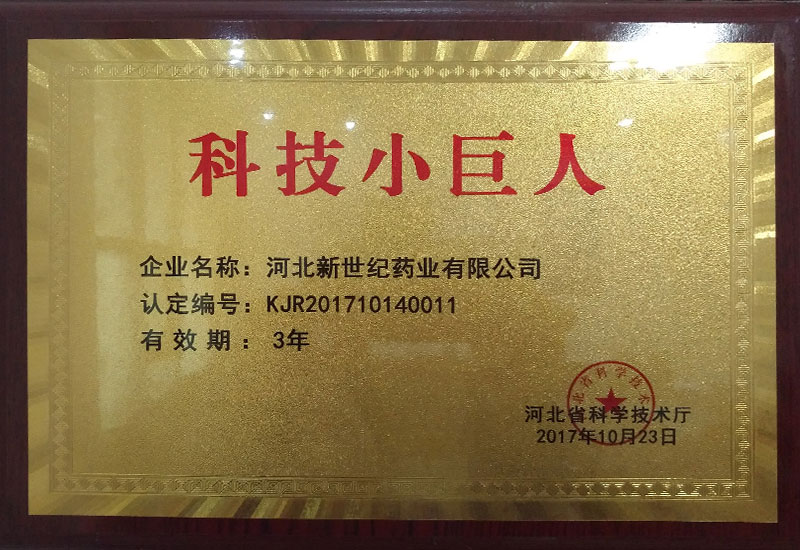 科技小巨人
企业名称：河北新世纪药业有限公司
认定编号：KJR201710140011
有效期：3年
河北省科学技术厅
2017年10月23日